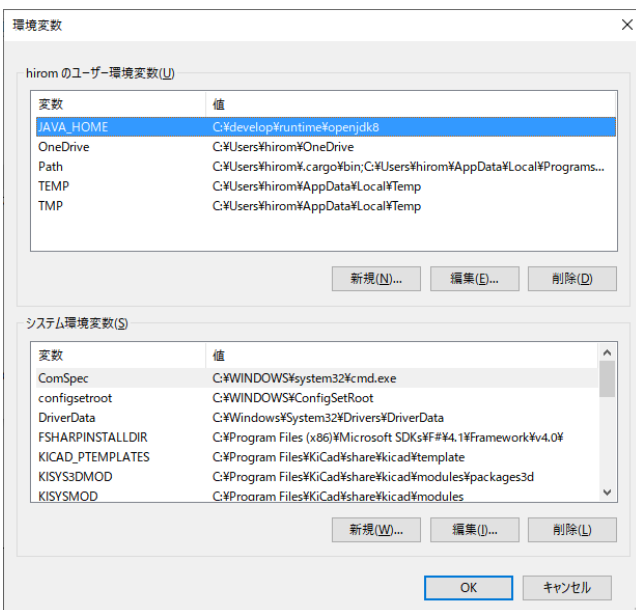 環境変数
hirom のユーザー環境変数(U)
変数 値
JAVA_HOME C:¥develop¥runtime¥openjdk8
OneDrive C:¥Users¥hirom¥OneDrive
Path C:¥Users¥hirom¥.cargo¥bin;C:¥Users¥hirom¥AppData¥Local¥Programs...
TEMP C:¥Users¥hirom¥AppData¥Local¥Temp
TMP C:¥Users¥hirom¥AppData¥Local¥Temp
新規(N)... 編集(E)... 削除(D)
システム環境変数(S)
変数 値
ComSpec C:¥WINDOWS¥system32¥cmd.exe
configsetroot C:¥WINDOWS¥ConfigSetRoot
DriverData C:¥Windows¥System32¥Drivers¥DriverData
FSHARPINSTALLDIR C:¥Program Files (x86)¥Microsoft SDKs¥F#¥4.1¥Framework¥v4.0¥
KICAD_PTEMPLATES C:¥Program Files¥KiCad¥share¥kicad¥template
KISYS3DMOD C:¥Program Files¥KiCad¥share¥kicad¥modules¥packages3d
KISYSMOD C:¥Program Files¥KiCad¥share¥kicad¥modules
新規(W)... 編集(I)... 削除(L)
OK キャンセル